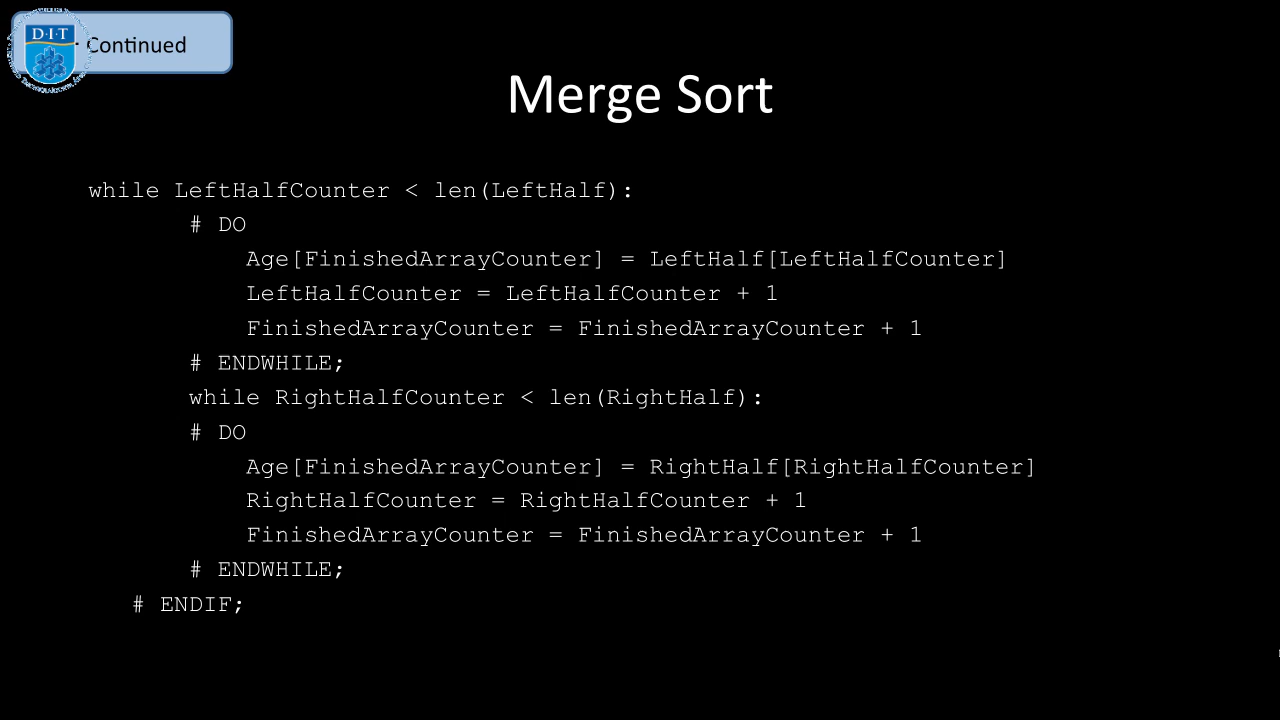 D·I·T
Continued
Merge Sort
while LeftHalfCounter < len(LeftHalf):
# DO
Age[FinishedArrayCounter] = LeftHalf[LeftHalfCounter]
LeftHalfCounter = LeftHalfCounter + 1
FinishedArrayCounter = FinishedArrayCounter + 1
# ENDWHILE;
while RightHalfCounter < len(RightHalf):
# DO
Age[FinishedArrayCounter] = RightHalf[RightHalfCounter]
RightHalfCounter = RightHalfCounter + 1
FinishedArrayCounter = FinishedArrayCounter + 1
# ENDWHILE;
# ENDIF;